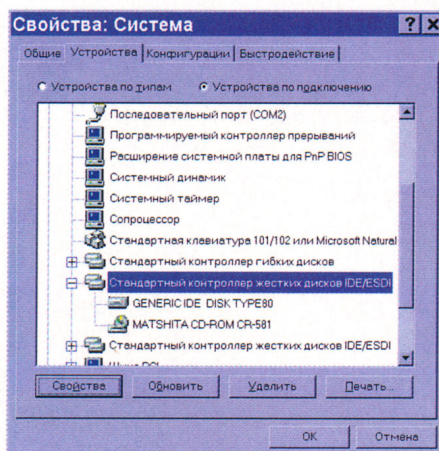 Свойства: Система
Общие Устройства Конфигурации Быстродействие
Устройства по типам Устройства по подключению
Последовательный порт (COM2)
Программируемый контроллер прерываний
Расширение системной платы для PnP BIOS
Системный динамик
Системный таймер
Сопроцессор
Стандартная клавиатура 101/102 или Microsoft Natural
Стандартный контроллер гибких дисков
Стандартный контроллер жестких дисков IDE/ESDI
GENERIC IDE DISK TYPE80
MATSHITA CD-ROM CR-581
Стандартный контроллер жестких дисков IDE/ESDI
Шина PCI
Свойства Обновить Удалить Печать...
OK Отмена